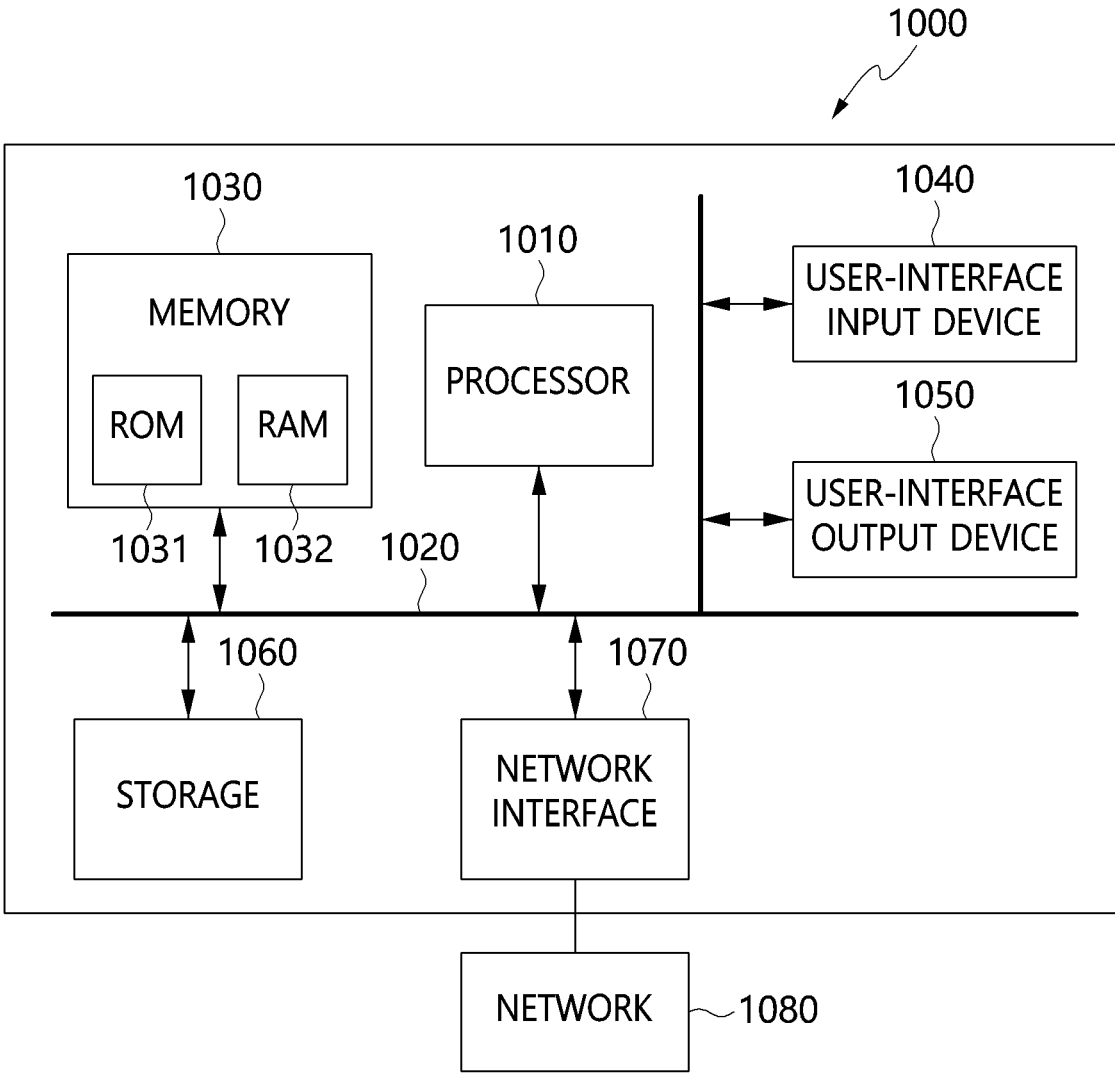 1000
1030
MEMORY
ROM
RAM
1031
1032
1010
PROCESSOR
1040
USER-INTERFACE
INPUT DEVICE
1050
USER-INTERFACE
OUTPUT DEVICE
1020
1060
STORAGE
1070
NETWORK
INTERFACE
NETWORK
1080